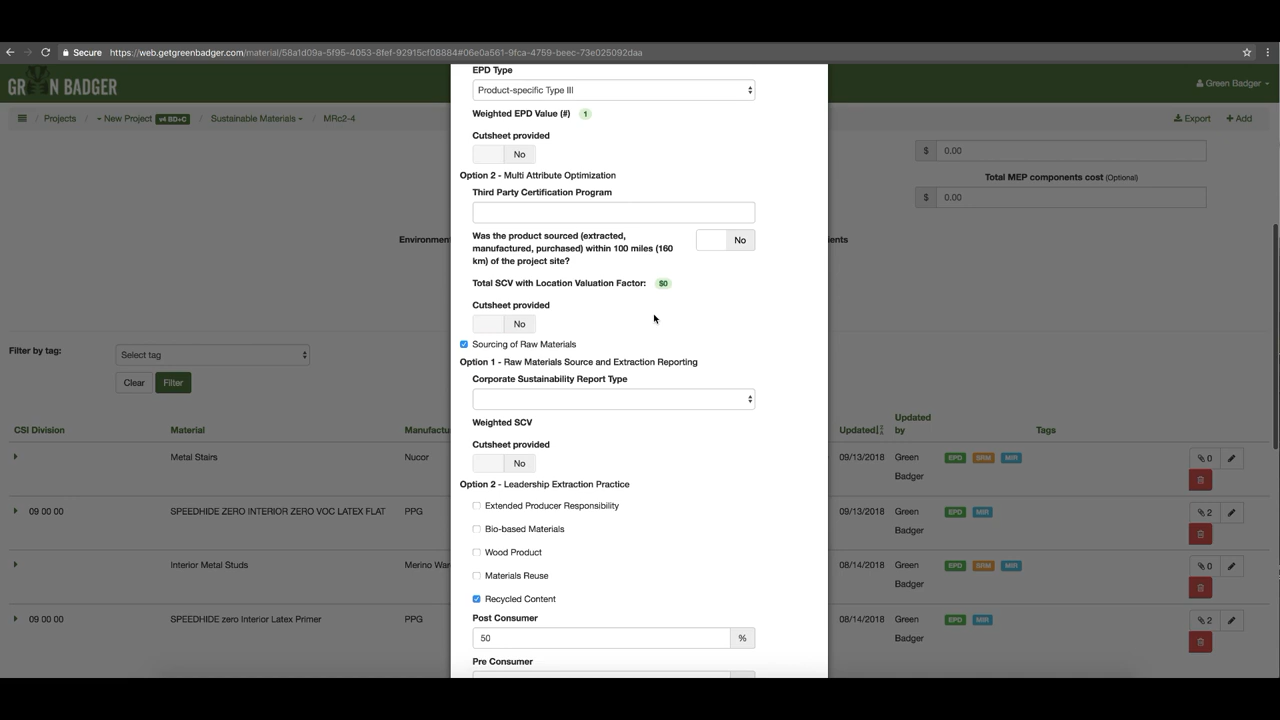 Secure https://web.getgreenbadger.com/material/58a1d09a-5f95-4053-8fef-92915cf08884#06e0a561-9fca-4759-beec-73e025092daa
GREEN BADGER
Green Badger
Projects
New Project v4 BD+C
Sustainable Materials
MRc2-4
Export
Add
$ 0.00
Total MEP components cost (Optional)
$ 0.00
EPD Type
Product-specific Type III
Weighted EPD Value (#) 1
Cutsheet provided
No
Option 2 - Multi Attribute Optimization
Third Party Certification Program
Was the product sourced (extracted,
manufactured, purchased) within 100 miles (160
km) of the project site?
No
Total SCV with Location Valuation Factor: $0
Cutsheet provided
No
Sourcing of Raw Materials
Option 1 - Raw Materials Source and Extraction Reporting
Corporate Sustainability Report Type
Weighted SCV
Cutsheet provided
No
Option 2 - Leadership Extraction Practice
Extended Producer Responsibility
Bio-based Materials
Wood Product
Materials Reuse
Recycled Content
Post Consumer
50 %
Pre Consumer
Filter by tag:
Select tag
Clear
Filter
CSI Division Material Updated Updated by Tags
Metal Stairs Nucor 09/13/2018 Green Badger EPD SRM MIR 0
09 00 00 SPEEDHIDE ZERO INTERIOR ZERO VOC LATEX FLAT PPG 09/13/2018 Green Badger EPD MIR 2
Interior Metal Studs 08/14/2018 Green Badger EPD SRM MIR 0
09 00 00 SPEEDHIDE zero Interior Latex Primer PPG 08/14/2018 Green Badger EPD MIR 2